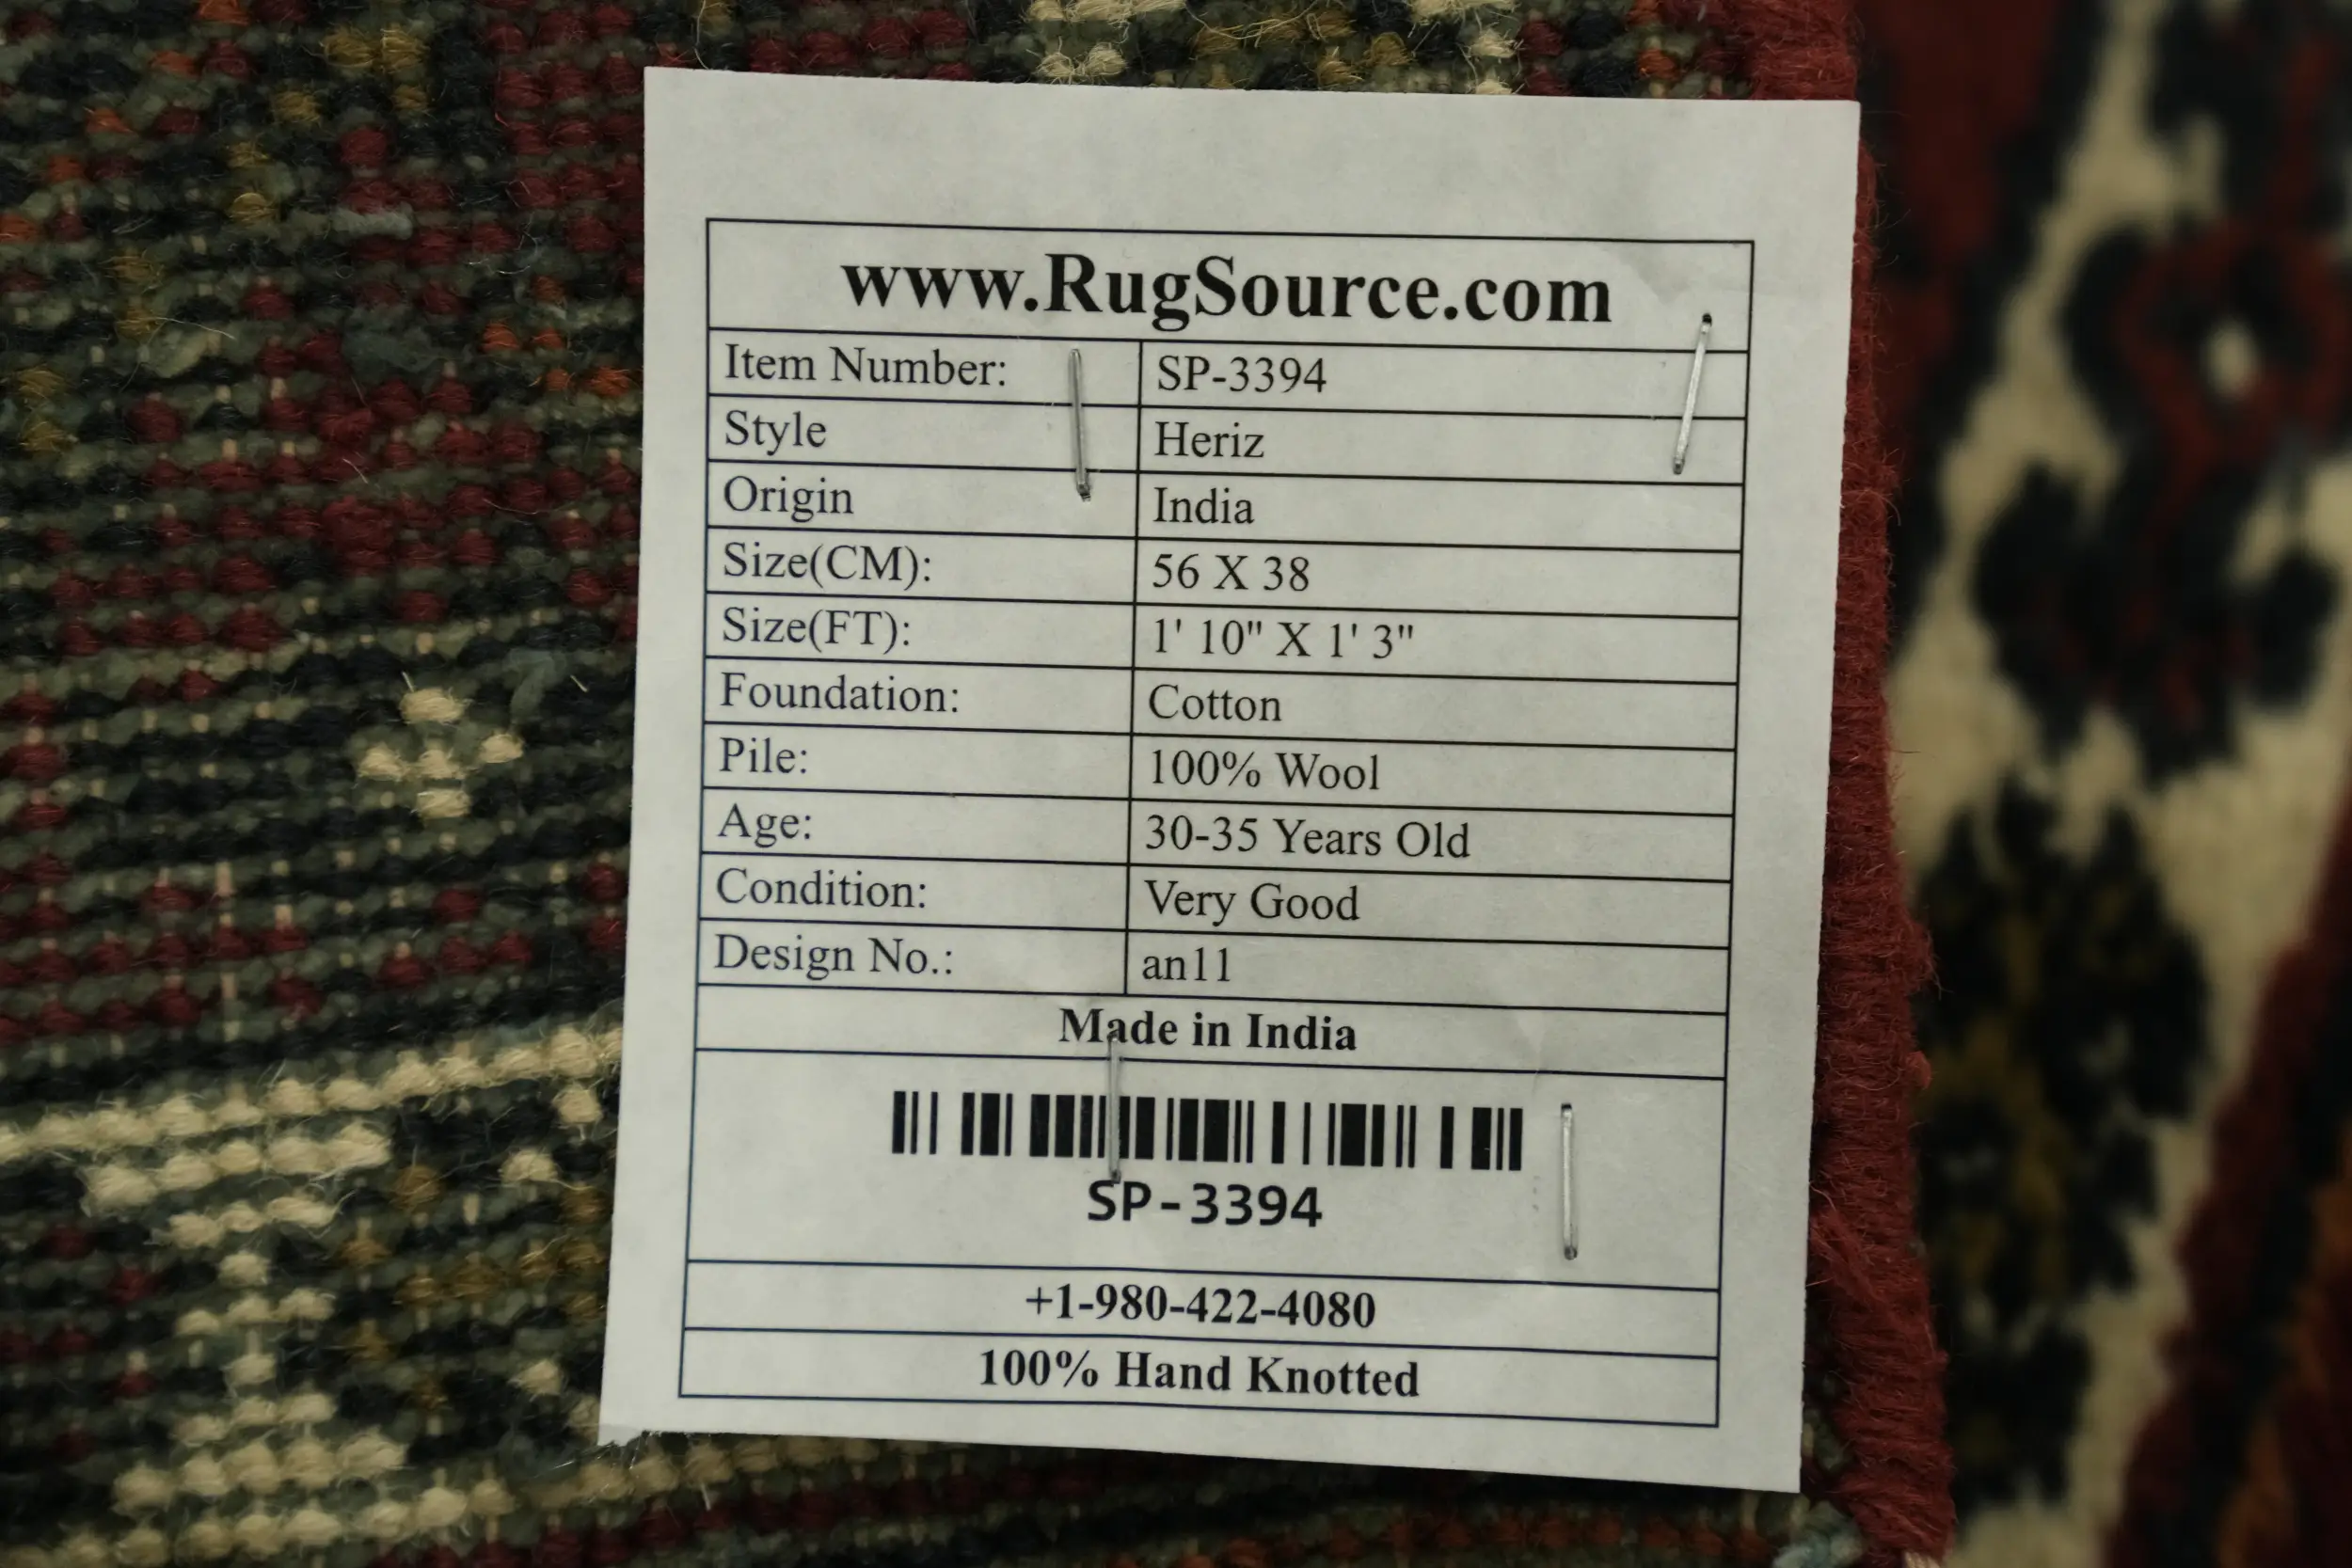 www.RugSource.com
Item Number: SP-3394
Style Heriz
Origin India
Size(CM): 56 X 38
Size(FT): 1' 10" X 1' 3"
Foundation: Cotton
Pile: 100% Wool
Age: 30-35 Years Old
Condition: Very Good
Design No.: an11
Made in India
SP-3394
+1-980-422-4080
100% Hand Knotted